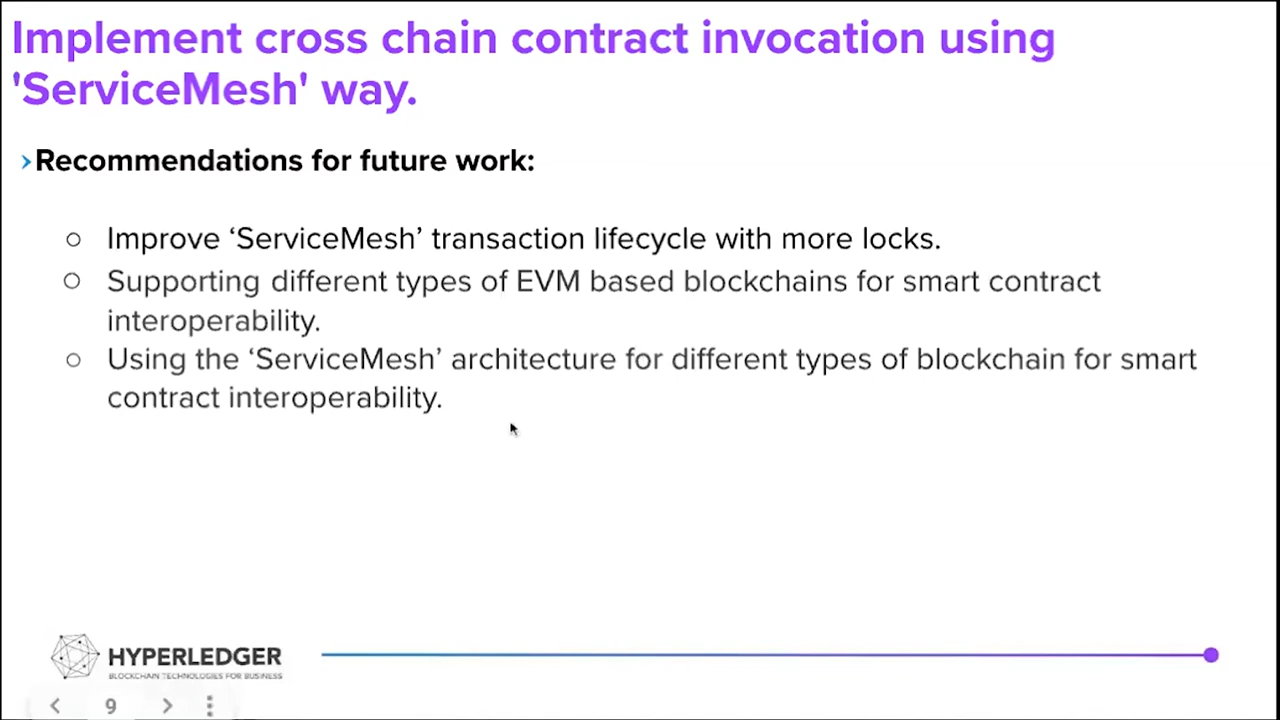 Implement cross chain contract invocation using
'ServiceMesh' way.
Recommendations for future work:
Improve ‘ServiceMesh’ transaction lifecycle with more locks.
Supporting different types of EVM based blockchains for smart contract
interoperability.
Using the ‘ServiceMesh’ architecture for different types of blockchain for smart
contract interoperability.
HYPERLEDGER
BLOCKCHAIN TECHNOLOGIES FOR BUSINESS
9